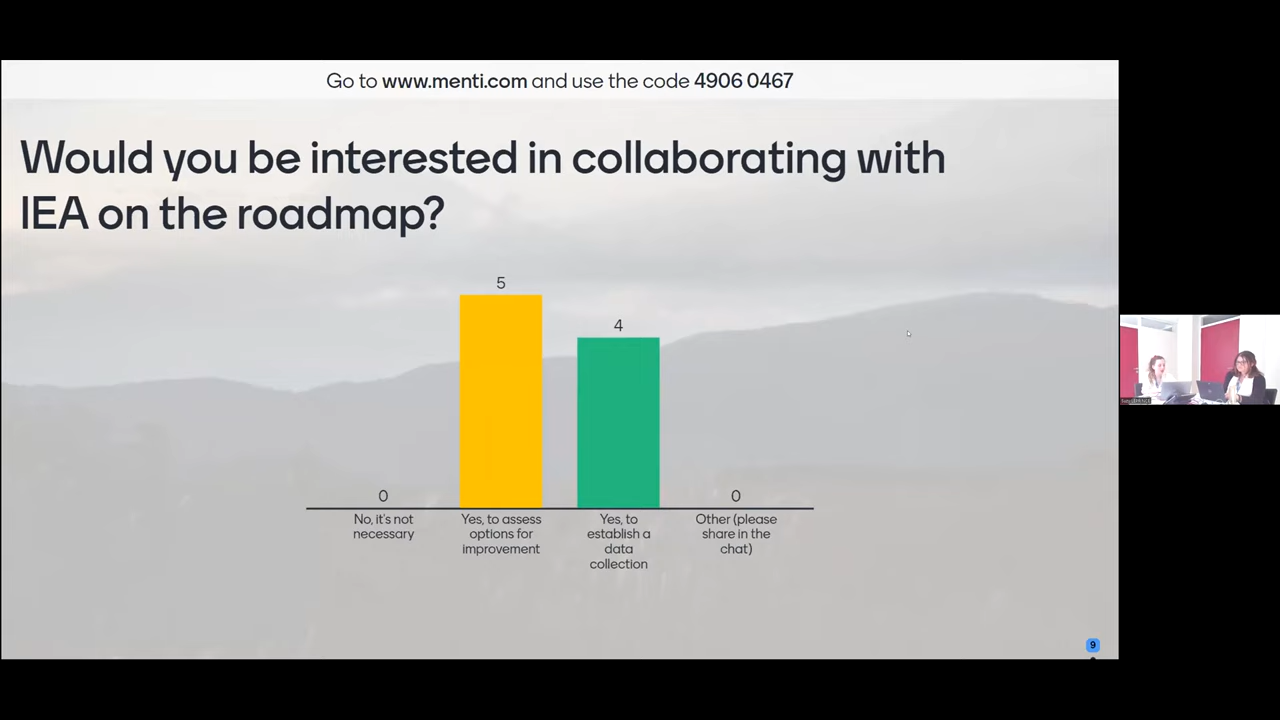 Go to www.menti.com and use the code 4906 0467
Would you be interested in collaborating with
IEA on the roadmap?
5
4
0
0
No, it's not
necessary
Yes, to assess
options for
improvement
Yes, to
establish a
data
collection
Other (please
share in the
chat)
9